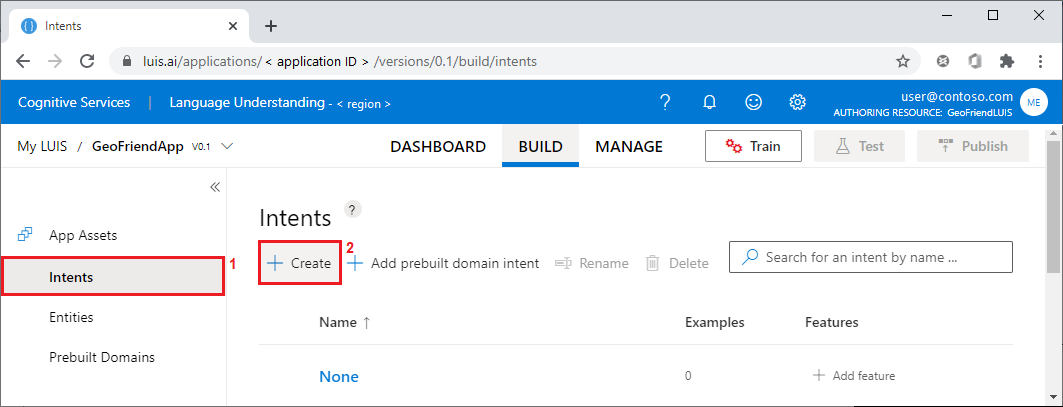 Intents
luis.ai/applications/ < application ID > /versions/0.1/build/intents
Cognitive Services | Language Understanding - < region > ? user@contoso.com ME
AUTHORING RESOURCE: GeoFriendLUIS
My LUIS / GeoFriendApp V0.1 DASHBOARD BUILD MANAGE Train Test Publish
Intents ?
App Assets
+ Create 2 + Add prebuilt domain intent Rename Delete Search for an intent by name ...
Intents 1
Entities
Prebuilt Domains
Name ↑ Examples Features
None 0 + Add feature